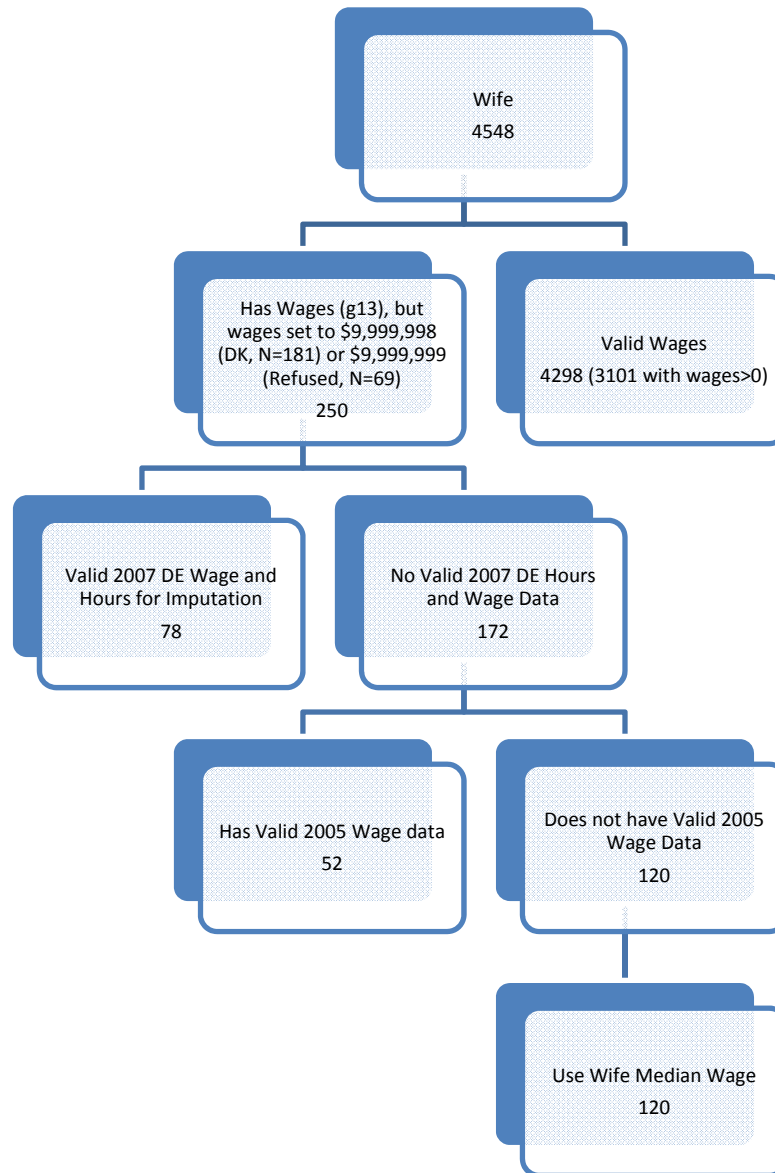 Wife
4548
Has Wages (g13), but
wages set to $9,999,998
(DK, N=181) or $9,999,999
(Refused, N=69)
250
Valid Wages
4298 (3101 with wages>0)
Valid 2007 DE Wage and
Hours for Imputation
78
No Valid 2007 DE Hours
and Wage Data
172
Has Valid 2005 Wage data
52
Does not have Valid 2005
Wage Data
120
Use Wife Median Wage
120